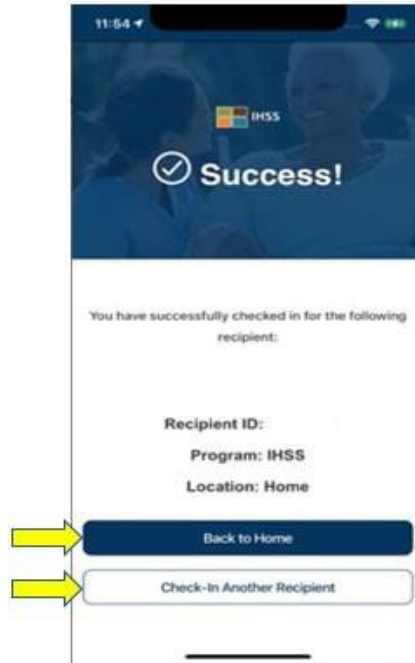 11:54
IHSS
Success!
You have successfully checked in for the following
recipient:
Recipient ID:
Program: IHSS
Location: Home
Back to Home
Check-In Another Recipient